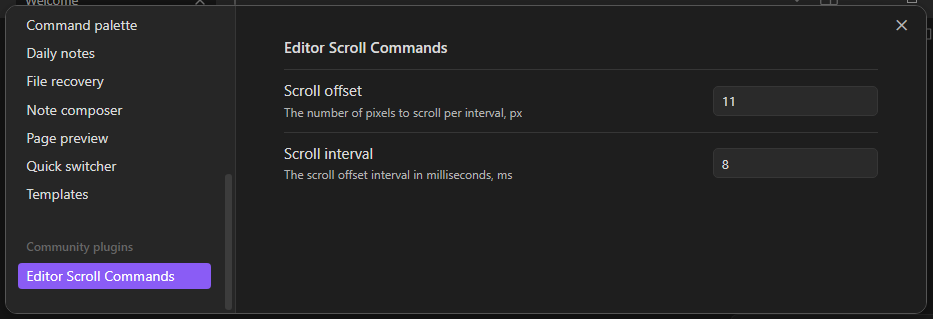 Welcome
Command palette
Daily notes
File recovery
Note composer
Page preview
Quick switcher
Templates
Community plugins
Editor Scroll Commands
Editor Scroll Commands
Scroll offset
The number of pixels to scroll per interval, px
11
Scroll interval
The scroll offset interval in milliseconds, ms
8